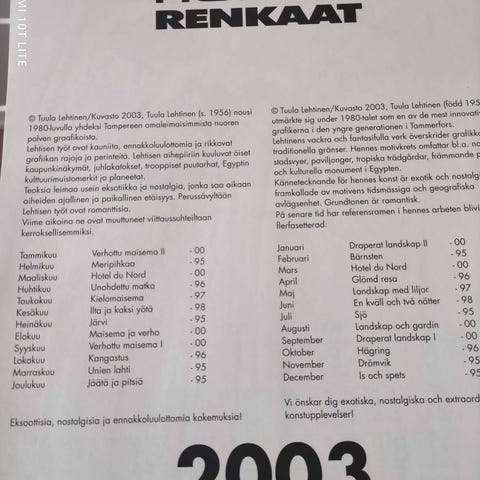 RENKAAT
MI 10T LITE
© Tuula Lehtinen/Kuvasto 2003, Tuula Lehtinen (s. 1956) nousi
1980-luvulla yhdeksi Tampereen omaleimaisimmista nuoren
polven graafikoista.
Lehtisen työt ovat kauniita, ennakkoluulottomia ja rikkovat
grafiikan rajoja ja perinteitä. Lehtisen aihepiiriin kuuluvat öiset
kaupunkinäkymät, juhlakatokset, trooppiset puutarhat, Egyptin
kulttuurimuistomerkit ja planeetat.
Teoksia leimaa usein eksotiikka ja nostalgia, jonka saa aikaan
aiheiden ajallinen ja paikallinen etäisyys. Perussävyltään
Lehtisen työt ovat romanttisia.
Viime aikoina ne ovat muuttuneet viittaussuhteiltaan
kerroksellisemmiksi.
Tammikuu Verhottu maisema II - 00
Helmikuu Meripihkaa - 95
Maaliskuu Hotel du Nord - 00
Huhtikuu Unohdettu matka - 96
Toukokuu Kielomaisema - 97
Kesäkuu Ilta ja kaksi yötä - 98
Heinäkuu Järvi - 95
Elokuu Maisema ja verho - 00
Syyskuu Verhottu maisema I - 00
Lokakuu Kangastus - 96
Marraskuu Unien lahti - 95
Joulukuu Jäätä ja pitsiä - 95
Eksoottisia, nostalgisia ja ennakkoluulottomia kokemuksia!
© Tuula Lehtinen/Kuvasto 2003, Tuula Lehtinen (född 195
utmärkte sig under 1980-talet som en av de mest innovati
grafikerna i den yngre generationen i Tammerfors.
Lehtinens vackra och fantasifulla verk överskrider grafikk
traditionella gränser. Hennes motivkrets omfattar bl.a. na
stadsvyer, paviljonger, tropiska trädgårdar, främmande p
och kulturella monument i Egypten.
Kännetecknande för hennes konst är exotik och nostalgi
framkallade av motivens tidsmässiga och geografiska
avlägsenhet. Grundtonen är romantisk.
På senare tid har referensramen i hennes arbeten blivi
flerfasetterad.
Januari Draperat landskap II - 00
Februari Bärnsten - 95
Mars Hotel du Nord - 00
April Glömd resa - 96
Maj Landskap med liljor - 97
Juni En kväll och två nätter - 98
Juli Sjö - 95
Augusti Landskap och gardin - 00
September Draperat landskap I - 00
Oktober Hägring - 96
November Drömvik - 95
December Is och spets - 95
Vi önskar dig exotiska, nostalgiska och extraord
konstupplevelser!
2003